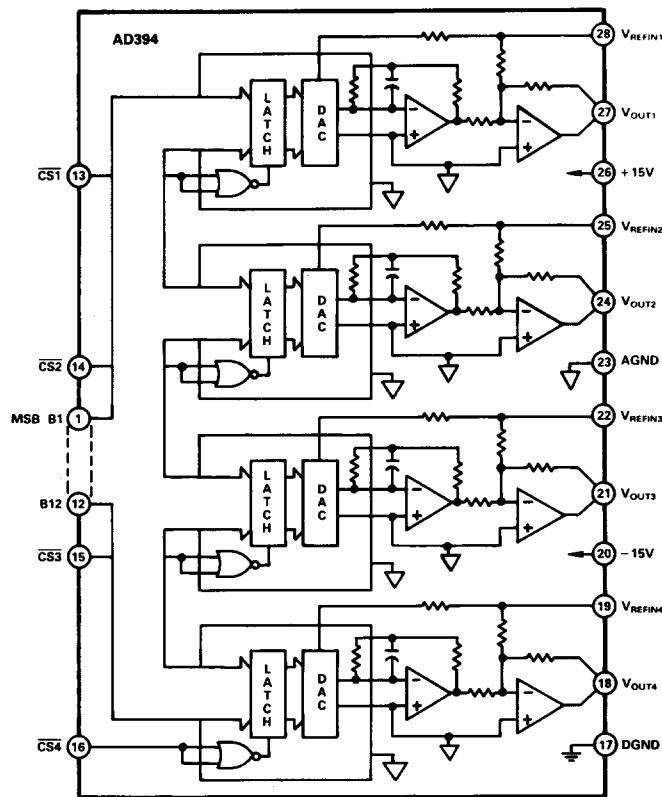 AD394
28 VREFIN1
LATCH
DAC
27 VOUT1
CS1 13
26 +15V
25 VREFIN2
LATCH
DAC
24 VOUT2
CS2 14
23 AGND
MSB B1 1
22 VREFIN3
LATCH
DAC
B12 12
21 VOUT3
CS3 15
20 −15V
19 VREFIN4
LATCH
DAC
18 VOUT4
CS4 16
17 DGND